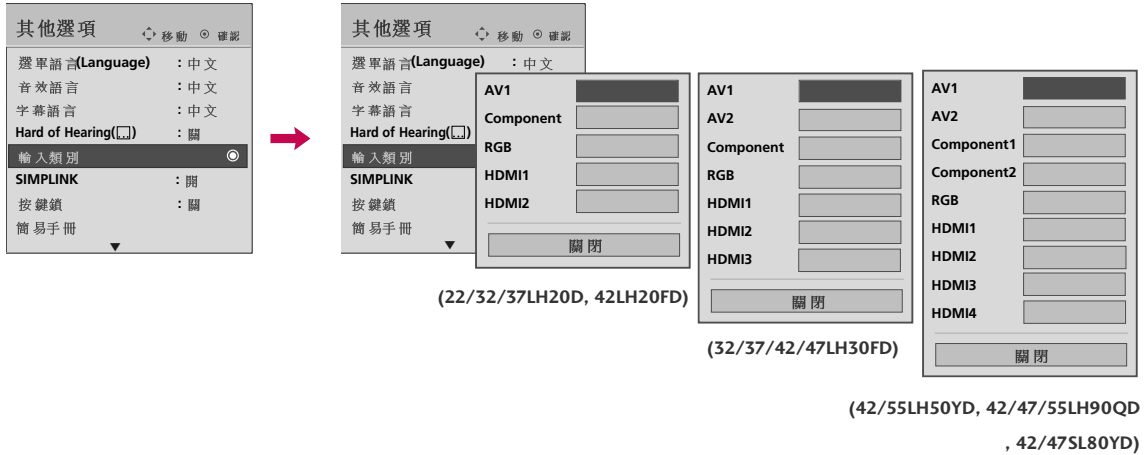 其他選項
移動 ⊙ 確認
選單語言(Language) : 中文
音效語言 : 中文
字幕語言 : 中文
Hard of Hearing() : 關
輸入類別
SIMPLINK : 開
按鍵鎖 : 關
簡易手冊
▼
其他選項
移動 ⊙ 確認
選單語言(Language) : 中文
音效語言
字幕語言
Hard of Hearing()
輸入類別
SIMPLINK
按鍵鎖
簡易手冊
▼
AV1
Component
RGB
HDMI1
HDMI2
關閉
(22/32/37LH20D, 42LH20FD)
AV1
AV2
Component
RGB
HDMI1
HDMI2
HDMI3
關閉
(32/37/42/47LH30FD)
AV1
AV2
Component1
Component2
RGB
HDMI1
HDMI2
HDMI3
HDMI4
關閉
(42/55LH50YD, 42/47/55LH90QD
, 42/47SL80YD)